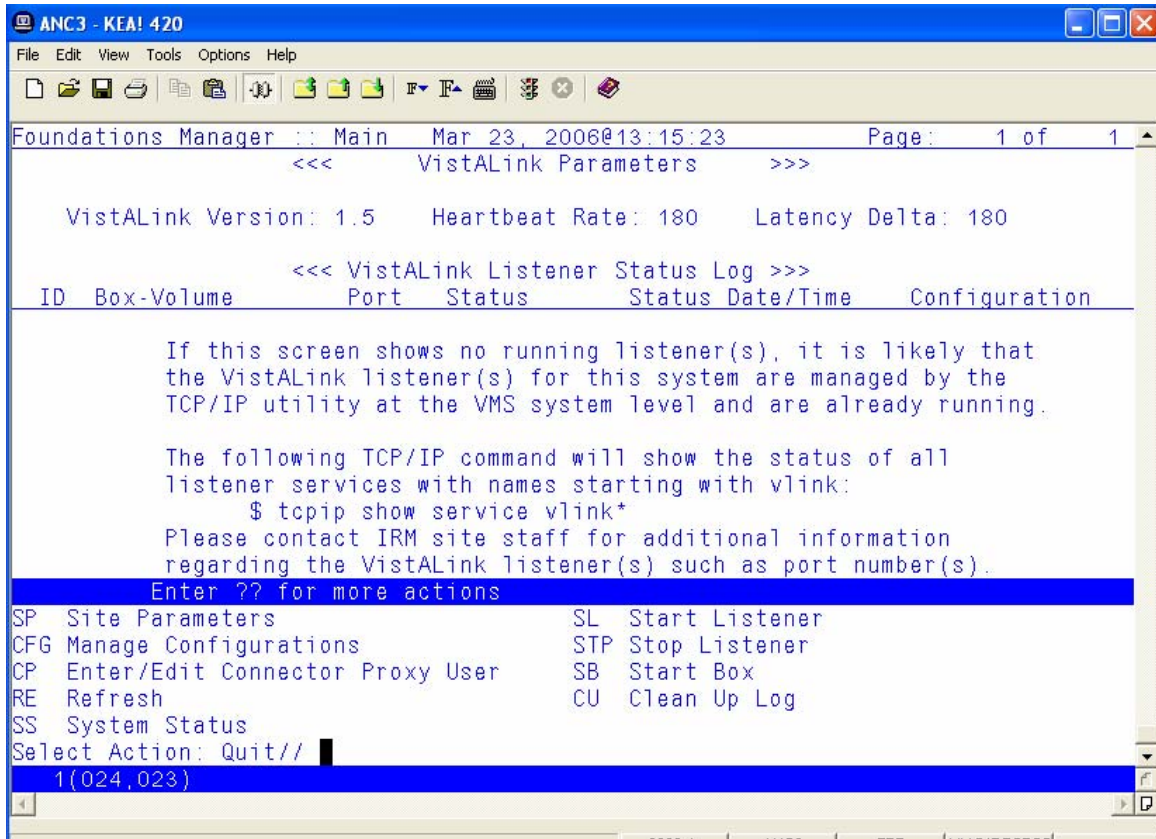 ANC3 - KEA! 420
File Edit View Tools Options Help
Foundations Manager :: Main Mar 23, 2006@13:15:23 Page: 1 of 1
<<< VistALink Parameters >>>
VistALink Version: 1.5 Heartbeat Rate: 180 Latency Delta: 180
<<< VistALink Listener Status Log >>>
ID Box-Volume Port Status Status Date/Time Configuration
If this screen shows no running listener(s), it is likely that
the VistALink listener(s) for this system are managed by the
TCP/IP utility at the VMS system level and are already running.
The following TCP/IP command will show the status of all
listener services with names starting with vlink:
$ tcpip show service vlink*
Please contact IRM site staff for additional information
regarding the VistALink listener(s) such as port number(s).
Enter ?? for more actions
SP Site Parameters SL Start Listener
CFG Manage Configurations STP Stop Listener
CP Enter/Edit Connector Proxy User SB Start Box
RE Refresh CU Clean Up Log
SS System Status
Select Action: Quit//
1(024,023)